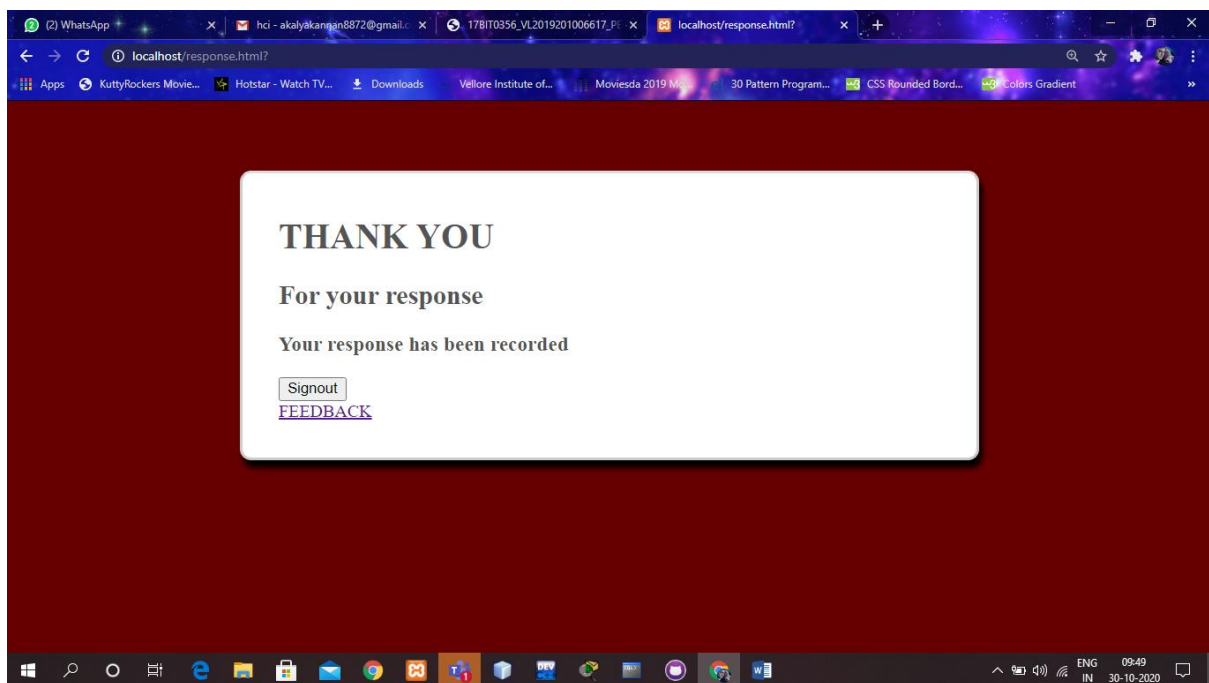 (2) WhatsApp
hci - akalyakannan8872@gmail.c
17BIT0356_VL2019201006617_PE
localhost/response.html?
localhost/response.html?
Apps
KuttyRockers Movie...
Hotstar - Watch TV...
Downloads
Vellore Institute of...
Moviesda 2019
30 Pattern Program...
CSS Rounded Bord...
Colors Gradient
THANK YOU
For your response
Your response has been recorded
Signout
FEEDBACK
ENG
IN
09:49
30-10-2020